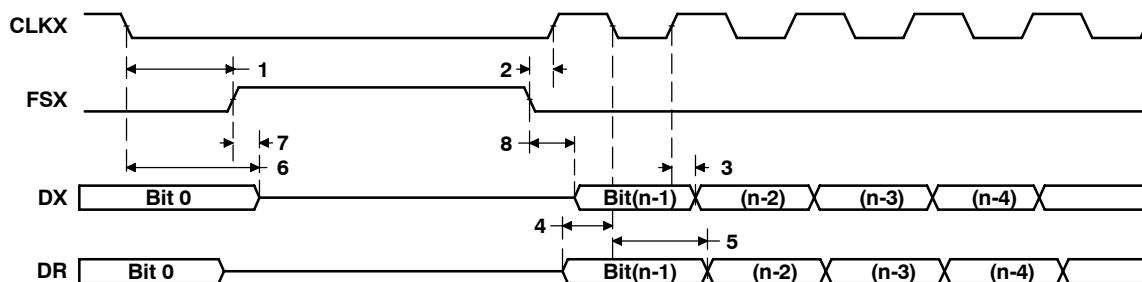 CLKX
1
2
FSX
7
8
6
3
DX
Bit 0
Bit(n-1)
(n-2)
(n-3)
(n-4)
4
5
DR
Bit 0
Bit(n-1)
(n-2)
(n-3)
(n-4)